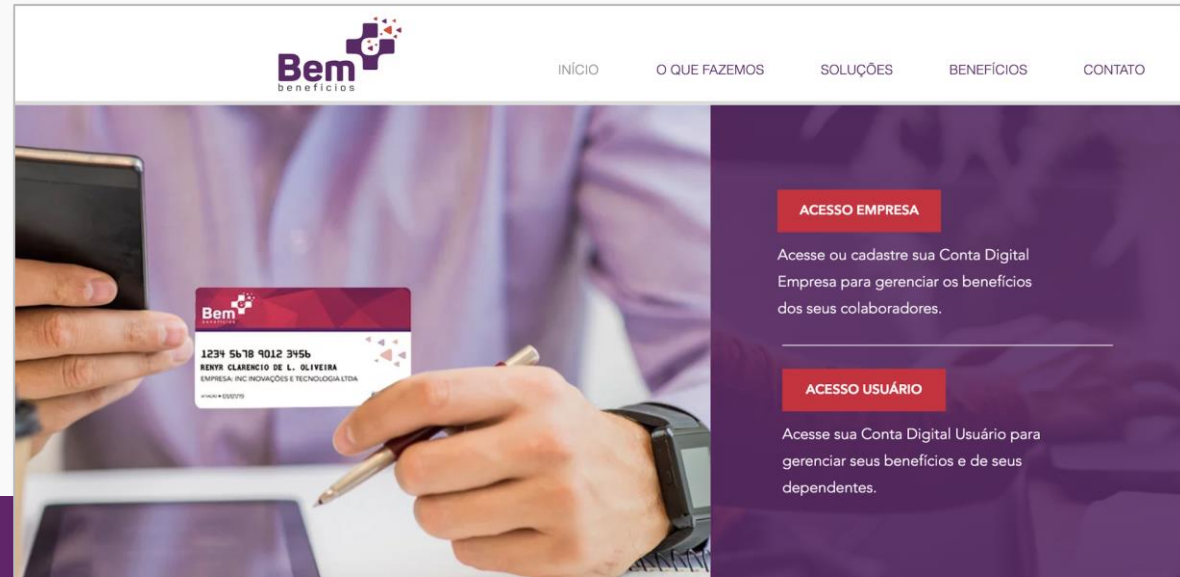 Bem
benefícios
INÍCIO
O QUE FAZEMOS
SOLUÇÕES
BENEFÍCIOS
CONTATO
Bem
benefícios
1234 5678 9012 3456
RENYR CLARENCIO DE L. OLIVEIRA
EMPRESA: INC INOVAÇÕES E TECNOLOGIA LTDA
ACESSO EMPRESA
Acesse ou cadastre sua Conta Digital
Empresa para gerenciar os benefícios
dos seus colaboradores.
ACESSO USUÁRIO
Acesse sua Conta Digital Usuário para
gerenciar seus benefícios e de seus
dependentes.